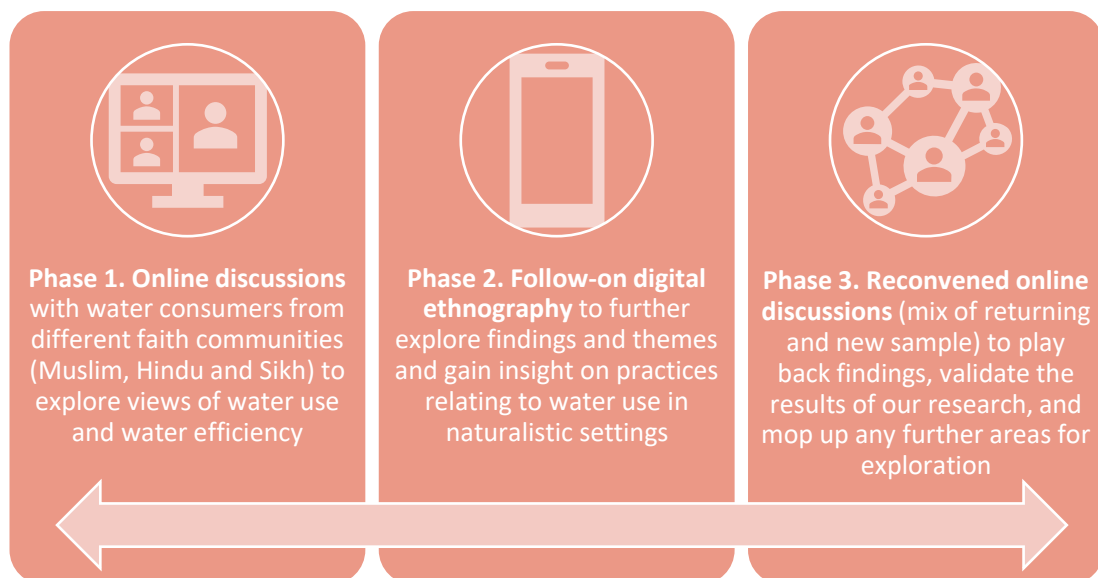 Phase 1. Online discussions
with water consumers from
different faith communities
(Muslim, Hindu and Sikh) to
explore views of water use
and water efficiency
Phase 2. Follow-on digital
ethnography to further
explore findings and themes
and gain insight on practices
relating to water use in
naturalistic settings
Phase 3. Reconvened online
discussions (mix of returning
and new sample) to play
back findings, validate the
results of our research, and
mop up any further areas for
exploration